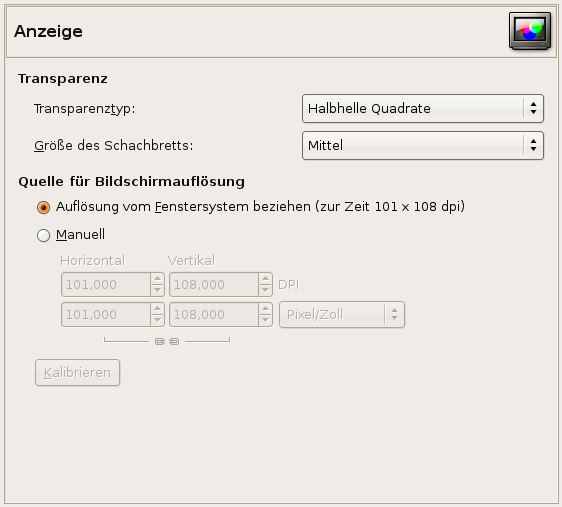 Anzeige
Transparenz
Transparenztyp: Halbhelle Quadrate
Größe des Schachbretts: Mittel
Quelle für Bildschirmauflösung
Auflösung vom Fenstersystem beziehen (zur Zeit 101 x 108 dpi)
Manuell
Horizontal Vertikal
101,000 108,000 DPI
101,000 108,000 Pixel/Zoll
Kalibrieren